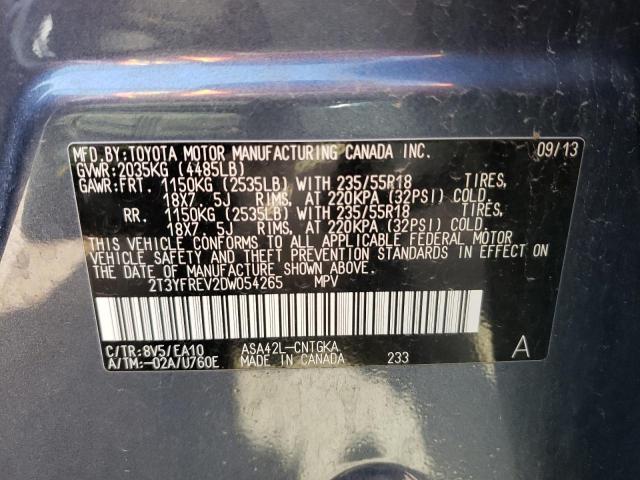 MFD.BY:TOYOTA MOTOR MANUFACTURING CANADA INC. 09/13
GVWR:2035KG (4485LB)
GAWR:FRT. 1150KG (2535LB) WITH 235/55R18 TIRES,
18X7.5J RIMS, AT 220KPA (32PSI) COLD.
RR. 1150KG (2535LB) WITH 235/55R18 TIRES,
18X7.5J RIMS, AT 220KPA (32PSI) COLD.
THIS VEHICLE CONFORMS TO ALL APPLICABLE FEDERAL MOTOR
VEHICLE SAFETY AND THEFT PREVENTION STANDARDS IN EFFECT
ON THE DATE OF MANUFACTURE SHOWN ABOVE.
2T3YFREV2DW054265 MPV
C/TR:8V5/EA10 ASA42L-CNTGKA
A/TM:-02A/U760E MADE IN CANADA 233 A